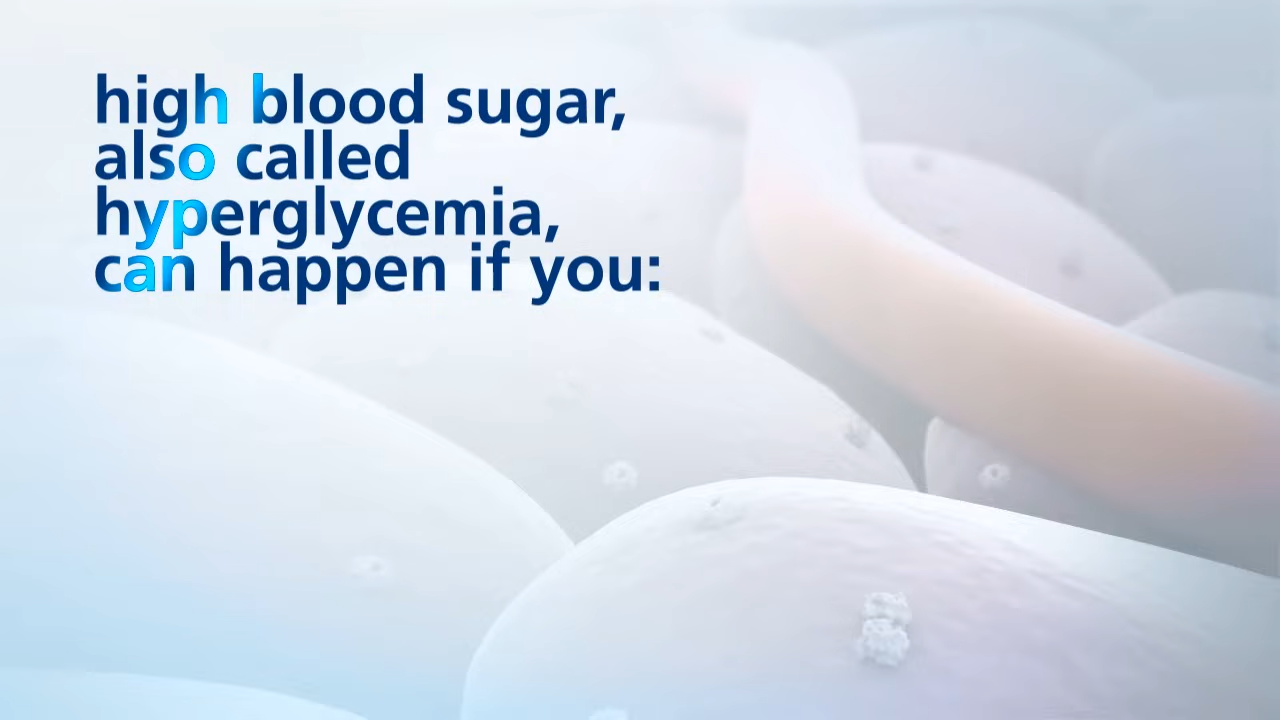 high blood sugar,
also called
hyperglycemia,
can happen if you: